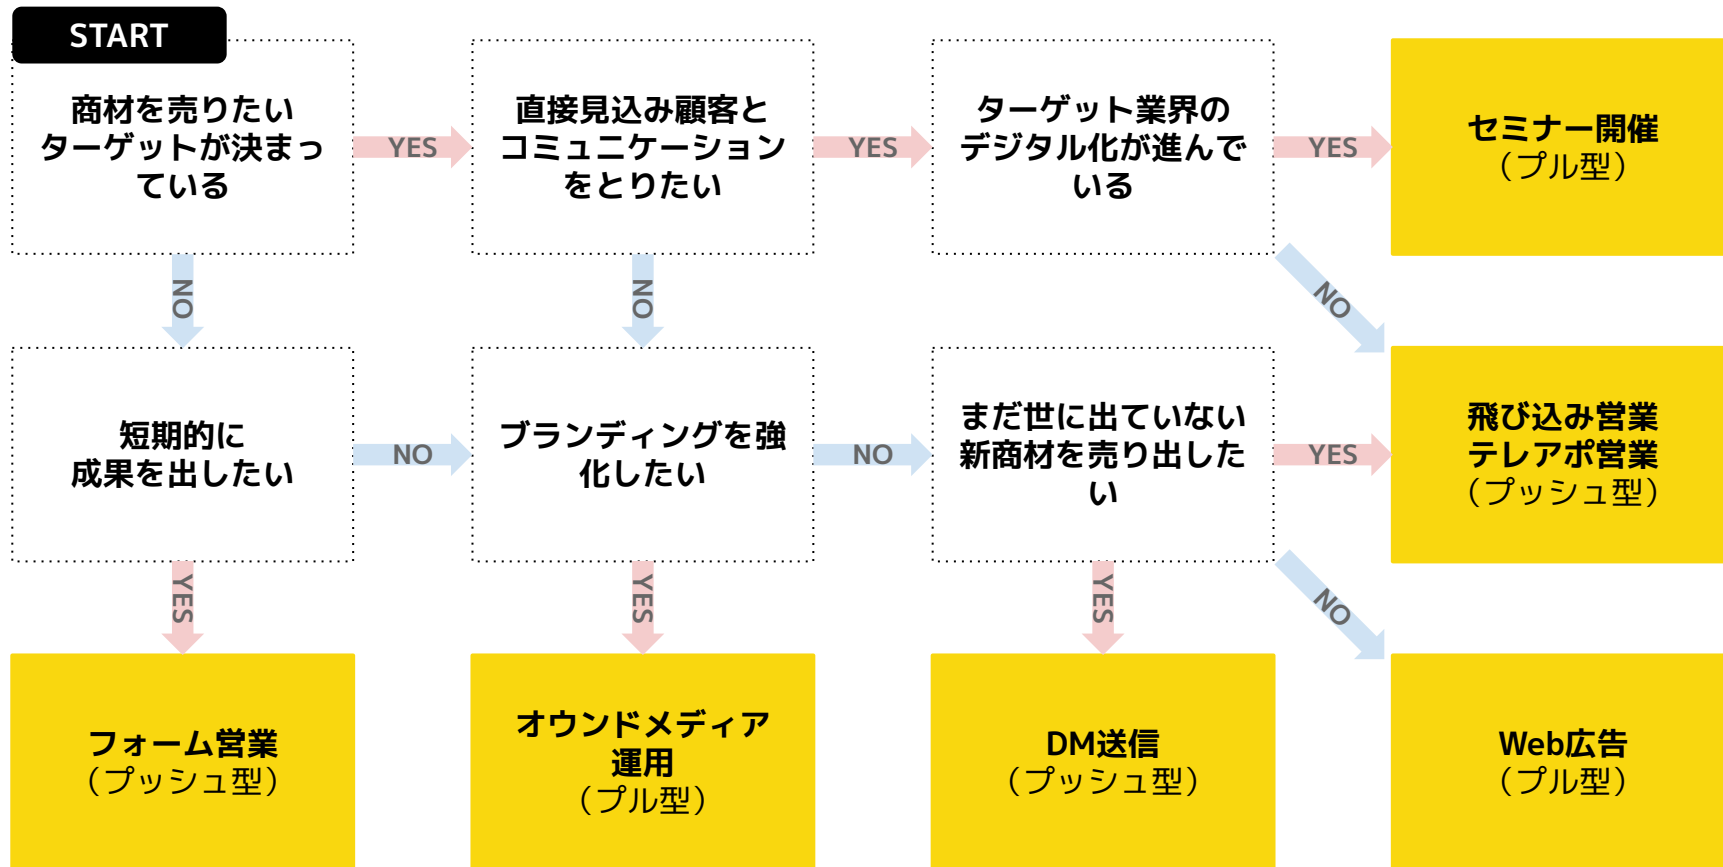 START
商材を売りたい
ターゲットが決まっ
ている
YES
直接見込み顧客と
コミュニケーション
をとりたい
YES
ターゲット業界の
デジタル化が進んで
いる
YES
セミナー開催
（プル型）
NO
NO
NO
短期的に
成果を出したい
NO
ブランディングを強
化したい
NO
まだ世に出ていない
新商材を売り出した
い
YES
飛び込み営業
テレアポ営業
（プッシュ型）
YES
YES
YES
NO
フォーム営業
（プッシュ型）
オウンドメディア
運用
（プル型）
DM送信
（プッシュ型）
Web広告
（プル型）